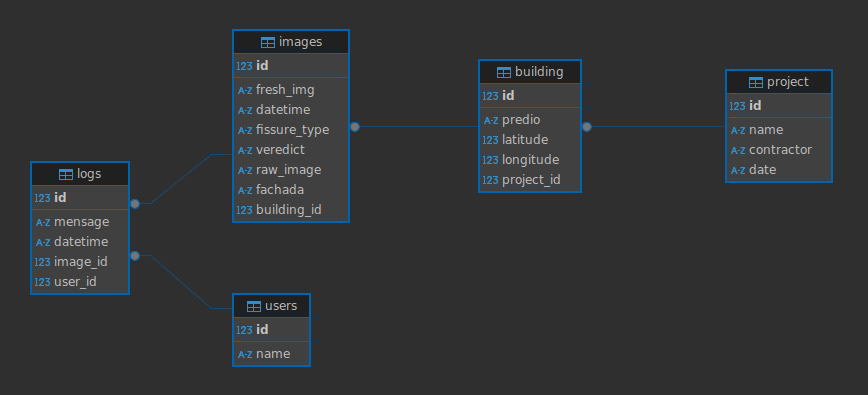 images
123 id
A-Z fresh_img
A-Z datetime
A-Z fissure_type
A-Z veredict
A-Z raw_image
A-Z fachada
123 building_id
building
123 id
A-Z predio
123 latitude
123 longitude
123 project_id
project
123 id
A-Z name
A-Z contractor
A-Z date
logs
123 id
A-Z mensage
A-Z datetime
123 image_id
123 user_id
users
123 id
A-Z name